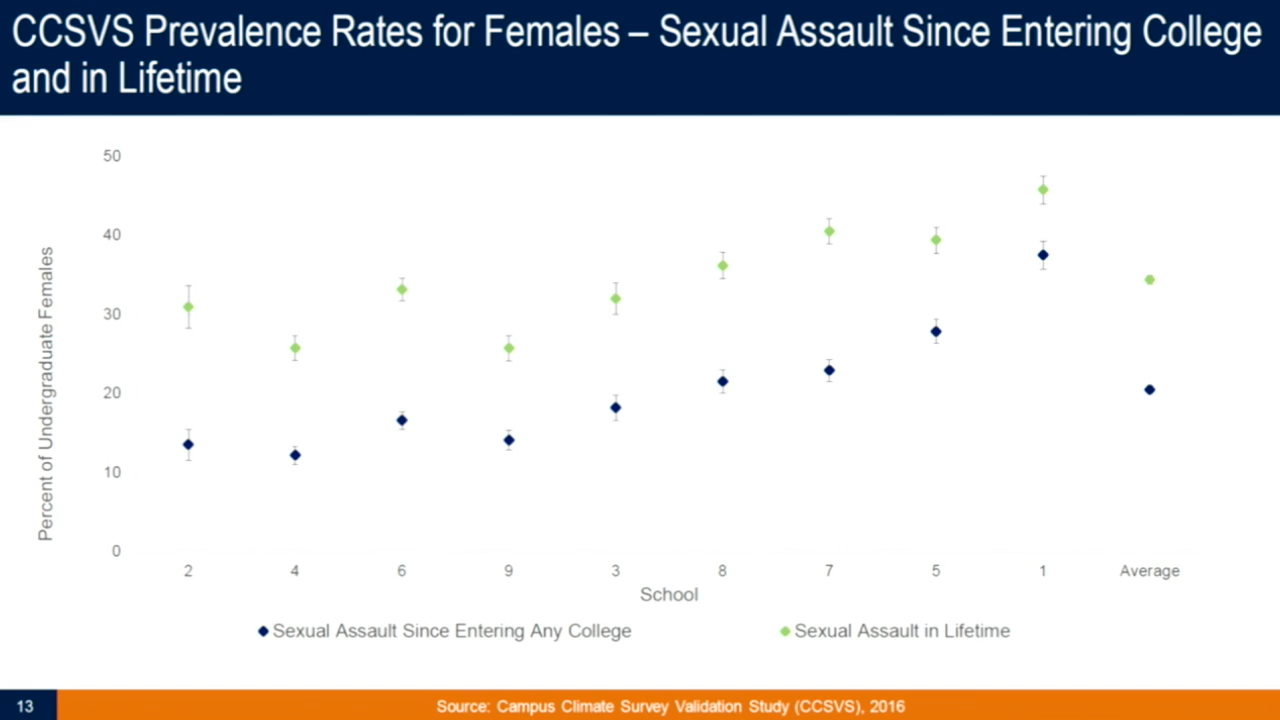 CCSVS Prevalence Rates for Females – Sexual Assault Since Entering College
and in Lifetime
Percent of Undergraduate Females
50
40
30
20
10
0
2 4 6 9 3 8 7 5 1 Average
School
Sexual Assault Since Entering Any College Sexual Assault in Lifetime
13 Source: Campus Climate Survey Validation Study (CCSVS), 2016